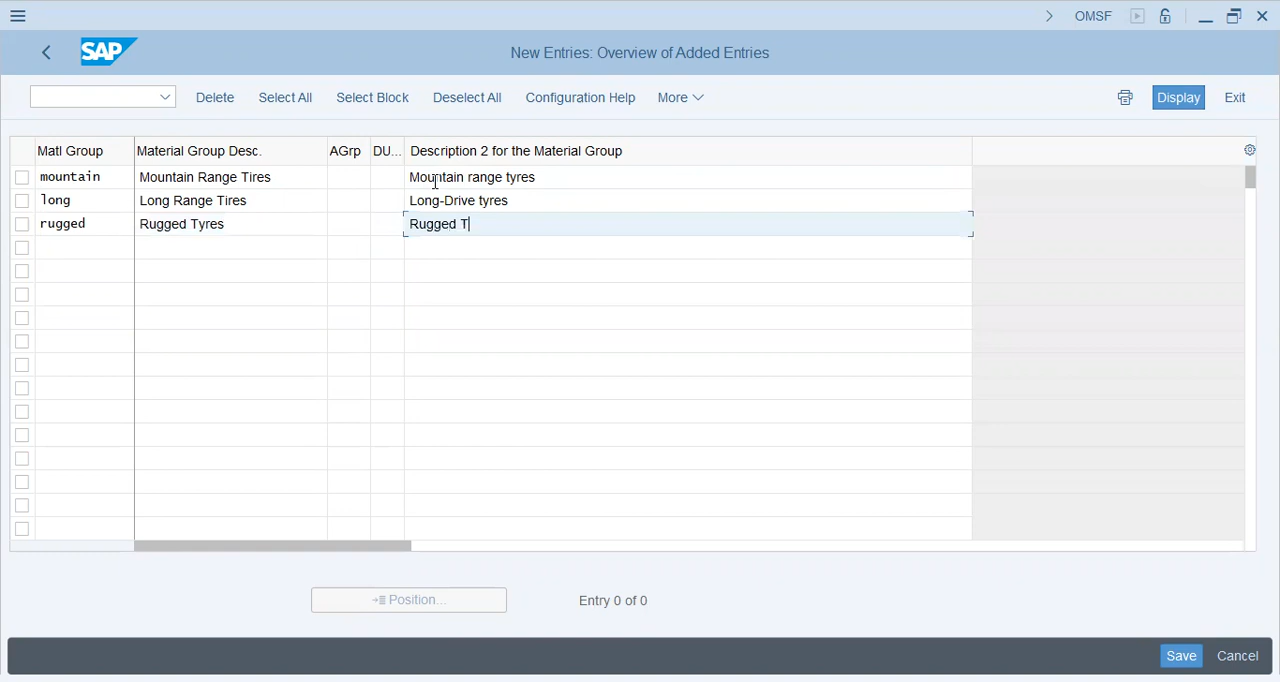 OMSF
SAP
New Entries: Overview of Added Entries
Delete Select All Select Block Deselect All Configuration Help More Display Exit
Matl Group Material Group Desc. AGrp DU... Description 2 for the Material Group
mountain Mountain Range Tires Mountain range tyres
long Long Range Tires Long-Drive tyres
rugged Rugged Tyres Rugged T
Position... Entry 0 of 0
Save Cancel